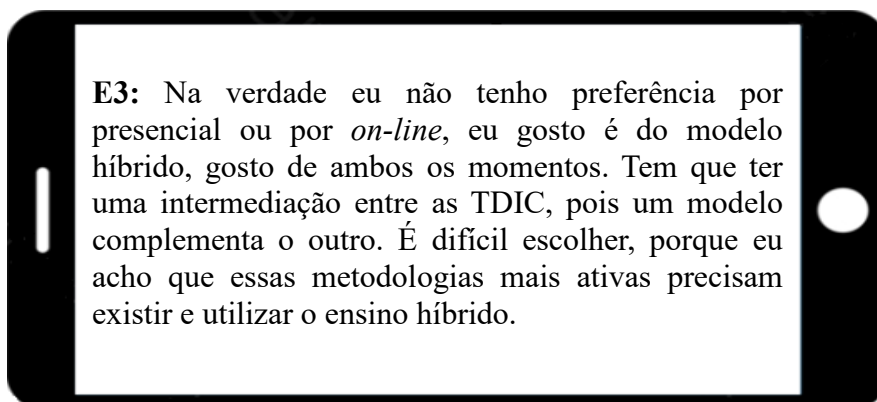 E3: Na verdade eu não tenho preferência por
presencial ou por on-line, eu gosto é do modelo
híbrido, gosto de ambos os momentos. Tem que ter
uma intermediação entre as TDIC, pois um modelo
complementa o outro. É difícil escolher, porque eu
acho que essas metodologias mais ativas precisam
existir e utilizar o ensino híbrido.